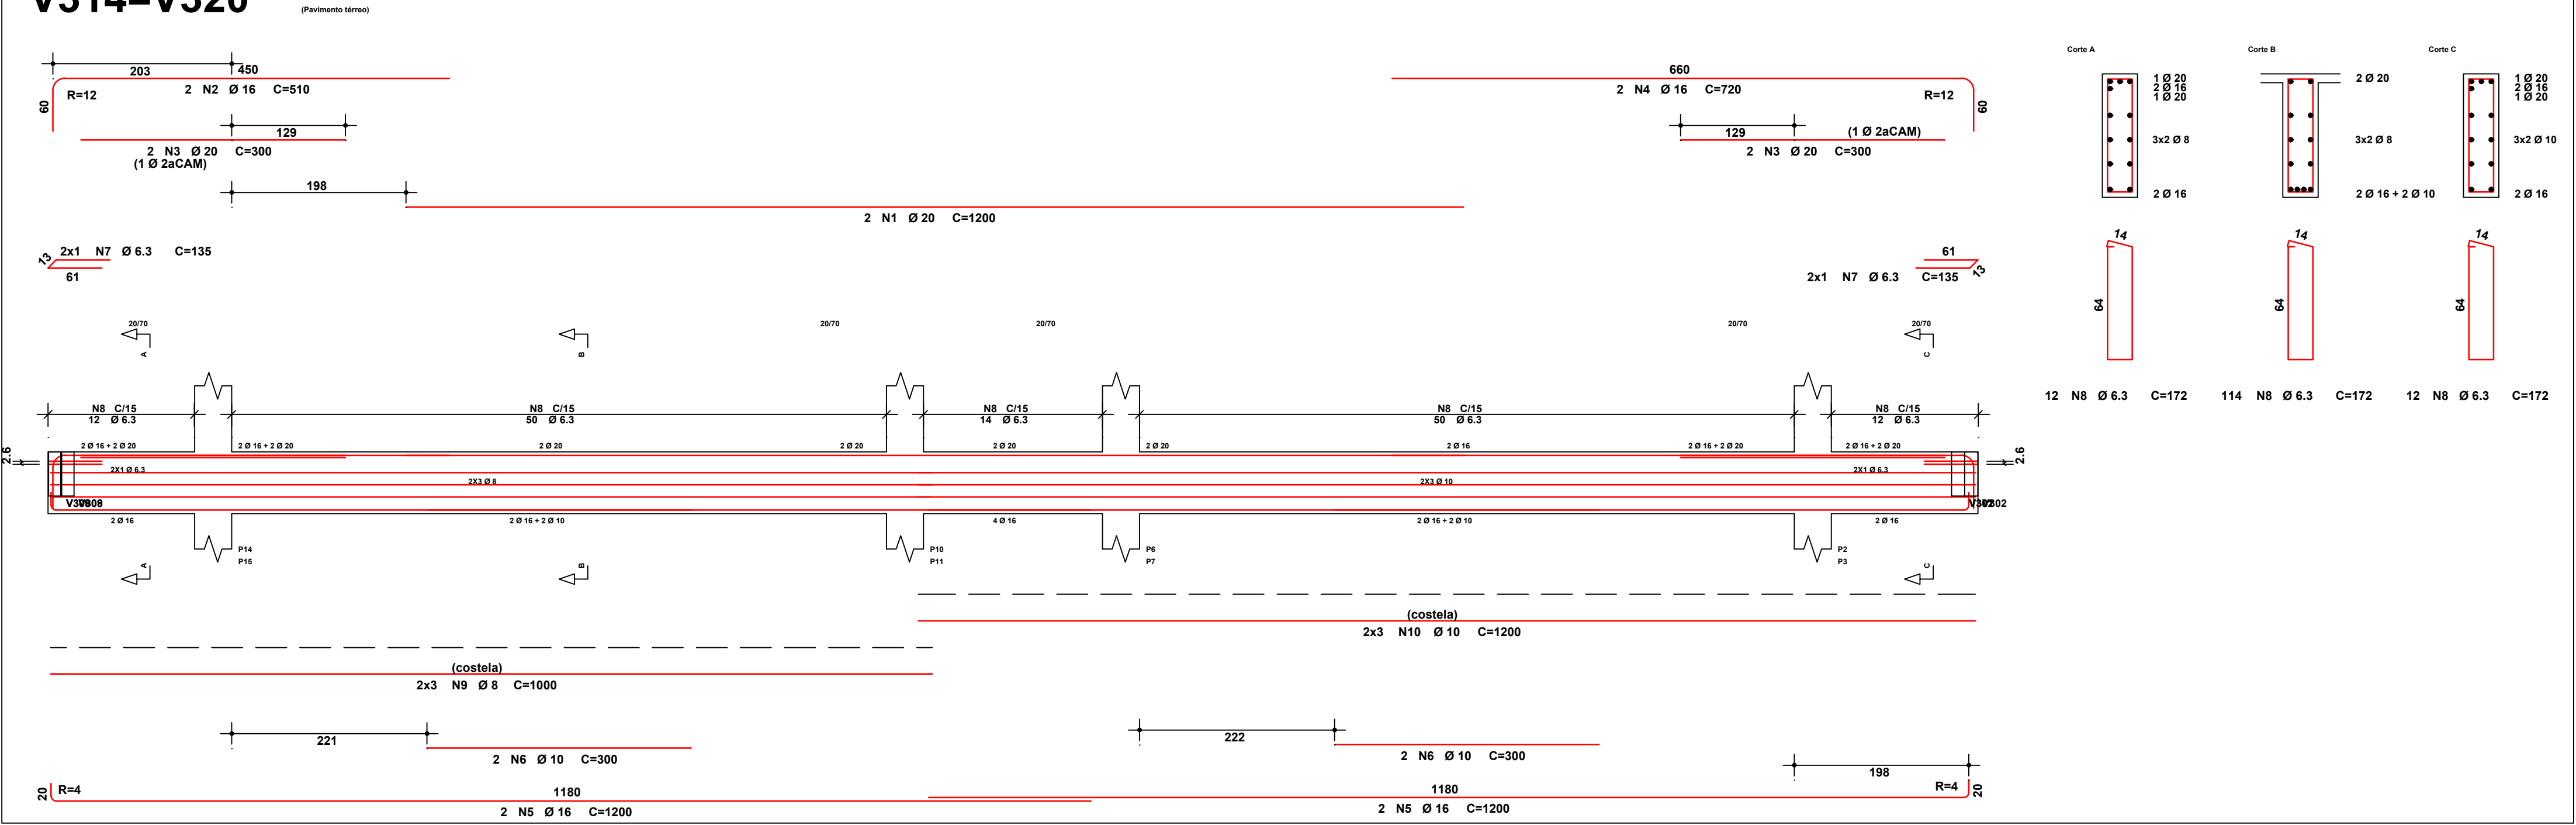 V314=V320
(Pavimento térreo)
203
450
2 N2 Ø 16 C=510
R=12
60
660
2 N4 Ø 16 C=720
R=12
60
129
2 N3 Ø 20 C=300
(1 Ø 2aCAM)
129
(1 Ø 2aCAM)
2 N3 Ø 20 C=300
198
2 N1 Ø 20 C=1200
13
2x1 N7 Ø 6.3 C=135
61
61
2x1 N7 Ø 6.3 C=135
13
20/70
20/70
20/70
20/70
20/70
A
B
C
N8 C/15
12 Ø 6.3
N8 C/15
50 Ø 6.3
N8 C/15
14 Ø 6.3
N8 C/15
50 Ø 6.3
N8 C/15
12 Ø 6.3
2 Ø 16 + 2 Ø 20
2 Ø 16 + 2 Ø 20
2 Ø 20
2 Ø 20
2 Ø 20
2 Ø 20
2 Ø 16
2 Ø 16 + 2 Ø 20
2 Ø 16 + 2 Ø 20
2.6
2X1 Ø 6.3
2X3 Ø 8
2X3 Ø 10
2X1 Ø 6.3
2.6
2 Ø 16
2 Ø 16 + 2 Ø 10
4 Ø 16
2 Ø 16 + 2 Ø 10
2 Ø 16
P14
P15
P10
P11
P6
P7
P2
P3
A
B
C
(costela)
2x3 N10 Ø 10 C=1200
(costela)
2x3 N9 Ø 8 C=1000
221
2 N6 Ø 10 C=300
222
2 N6 Ø 10 C=300
198
20
R=4
1180
2 N5 Ø 16 C=1200
1180
2 N5 Ø 16 C=1200
R=4
20
Corte A
1 Ø 20
2 Ø 16
1 Ø 20
3x2 Ø 8
2 Ø 16
14
64
12 N8 Ø 6.3 C=172
Corte B
2 Ø 20
3x2 Ø 8
2 Ø 16 + 2 Ø 10
14
64
114 N8 Ø 6.3 C=172
Corte C
1 Ø 20
2 Ø 16
1 Ø 20
3x2 Ø 10
2 Ø 16
14
64
12 N8 Ø 6.3 C=172